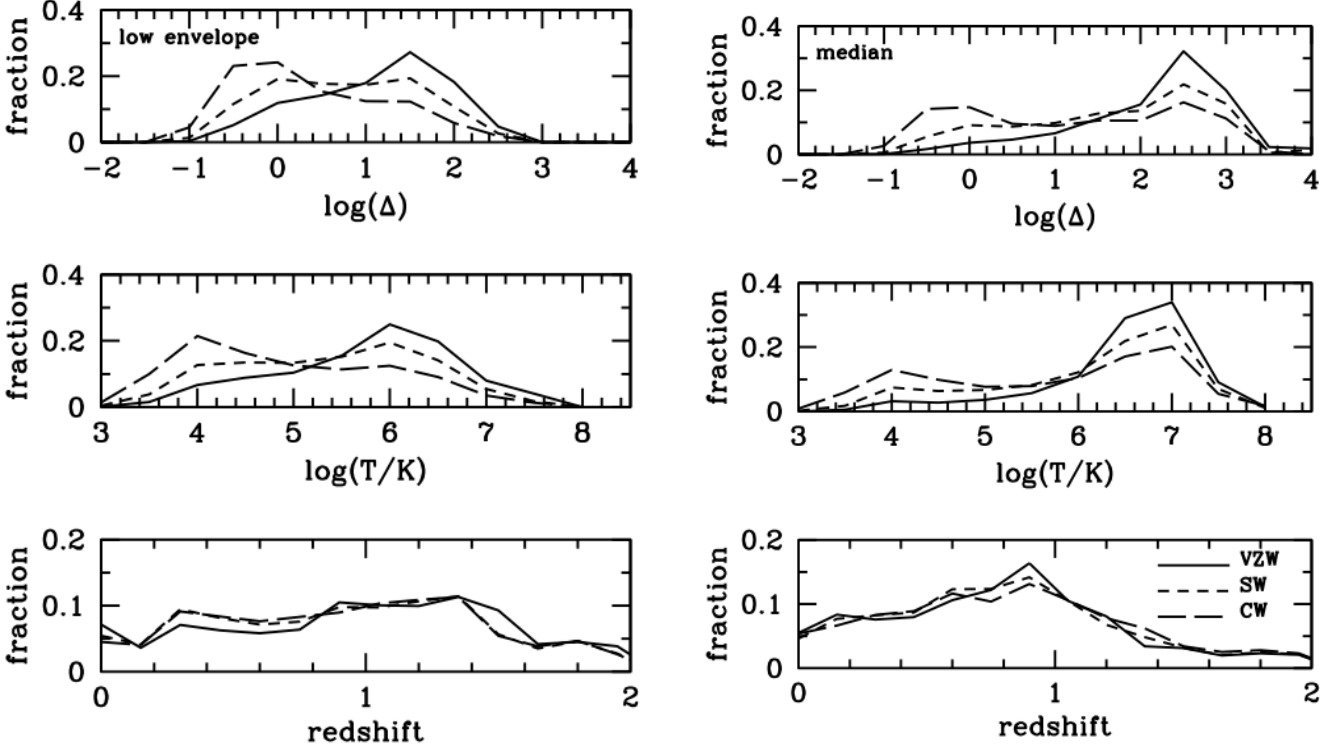 0.4
0.2
0
fraction
low envelope
−2 −1 0 1 2 3 4
log(Δ)
0.4
0.2
0
fraction
median
−2 −1 0 1 2 3 4
log(Δ)
0.4
0.2
0
fraction
3 4 5 6 7 8
log(T/K)
0.4
0.2
0
fraction
3 4 5 6 7 8
log(T/K)
0.2
0.1
0
fraction
0 1 2
redshift
0.2
0.1
0
fraction
VZW
SW
CW
0 1 2
redshift